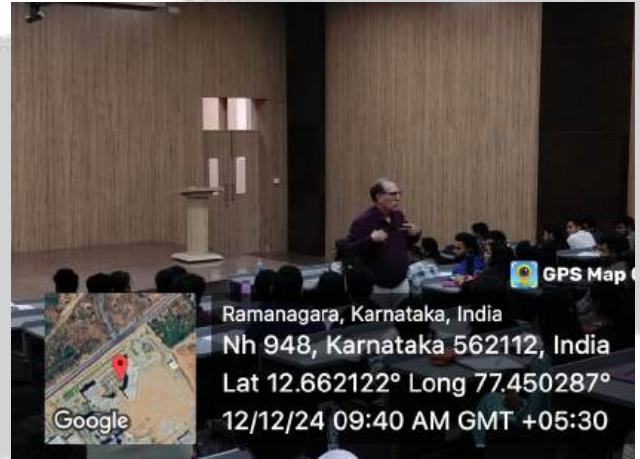 GPS Map C
Ramanagara, Karnataka, India
Nh 948, Karnataka 562112, India
Lat 12.662122° Long 77.450287°
12/12/24 09:40 AM GMT +05:30
Google